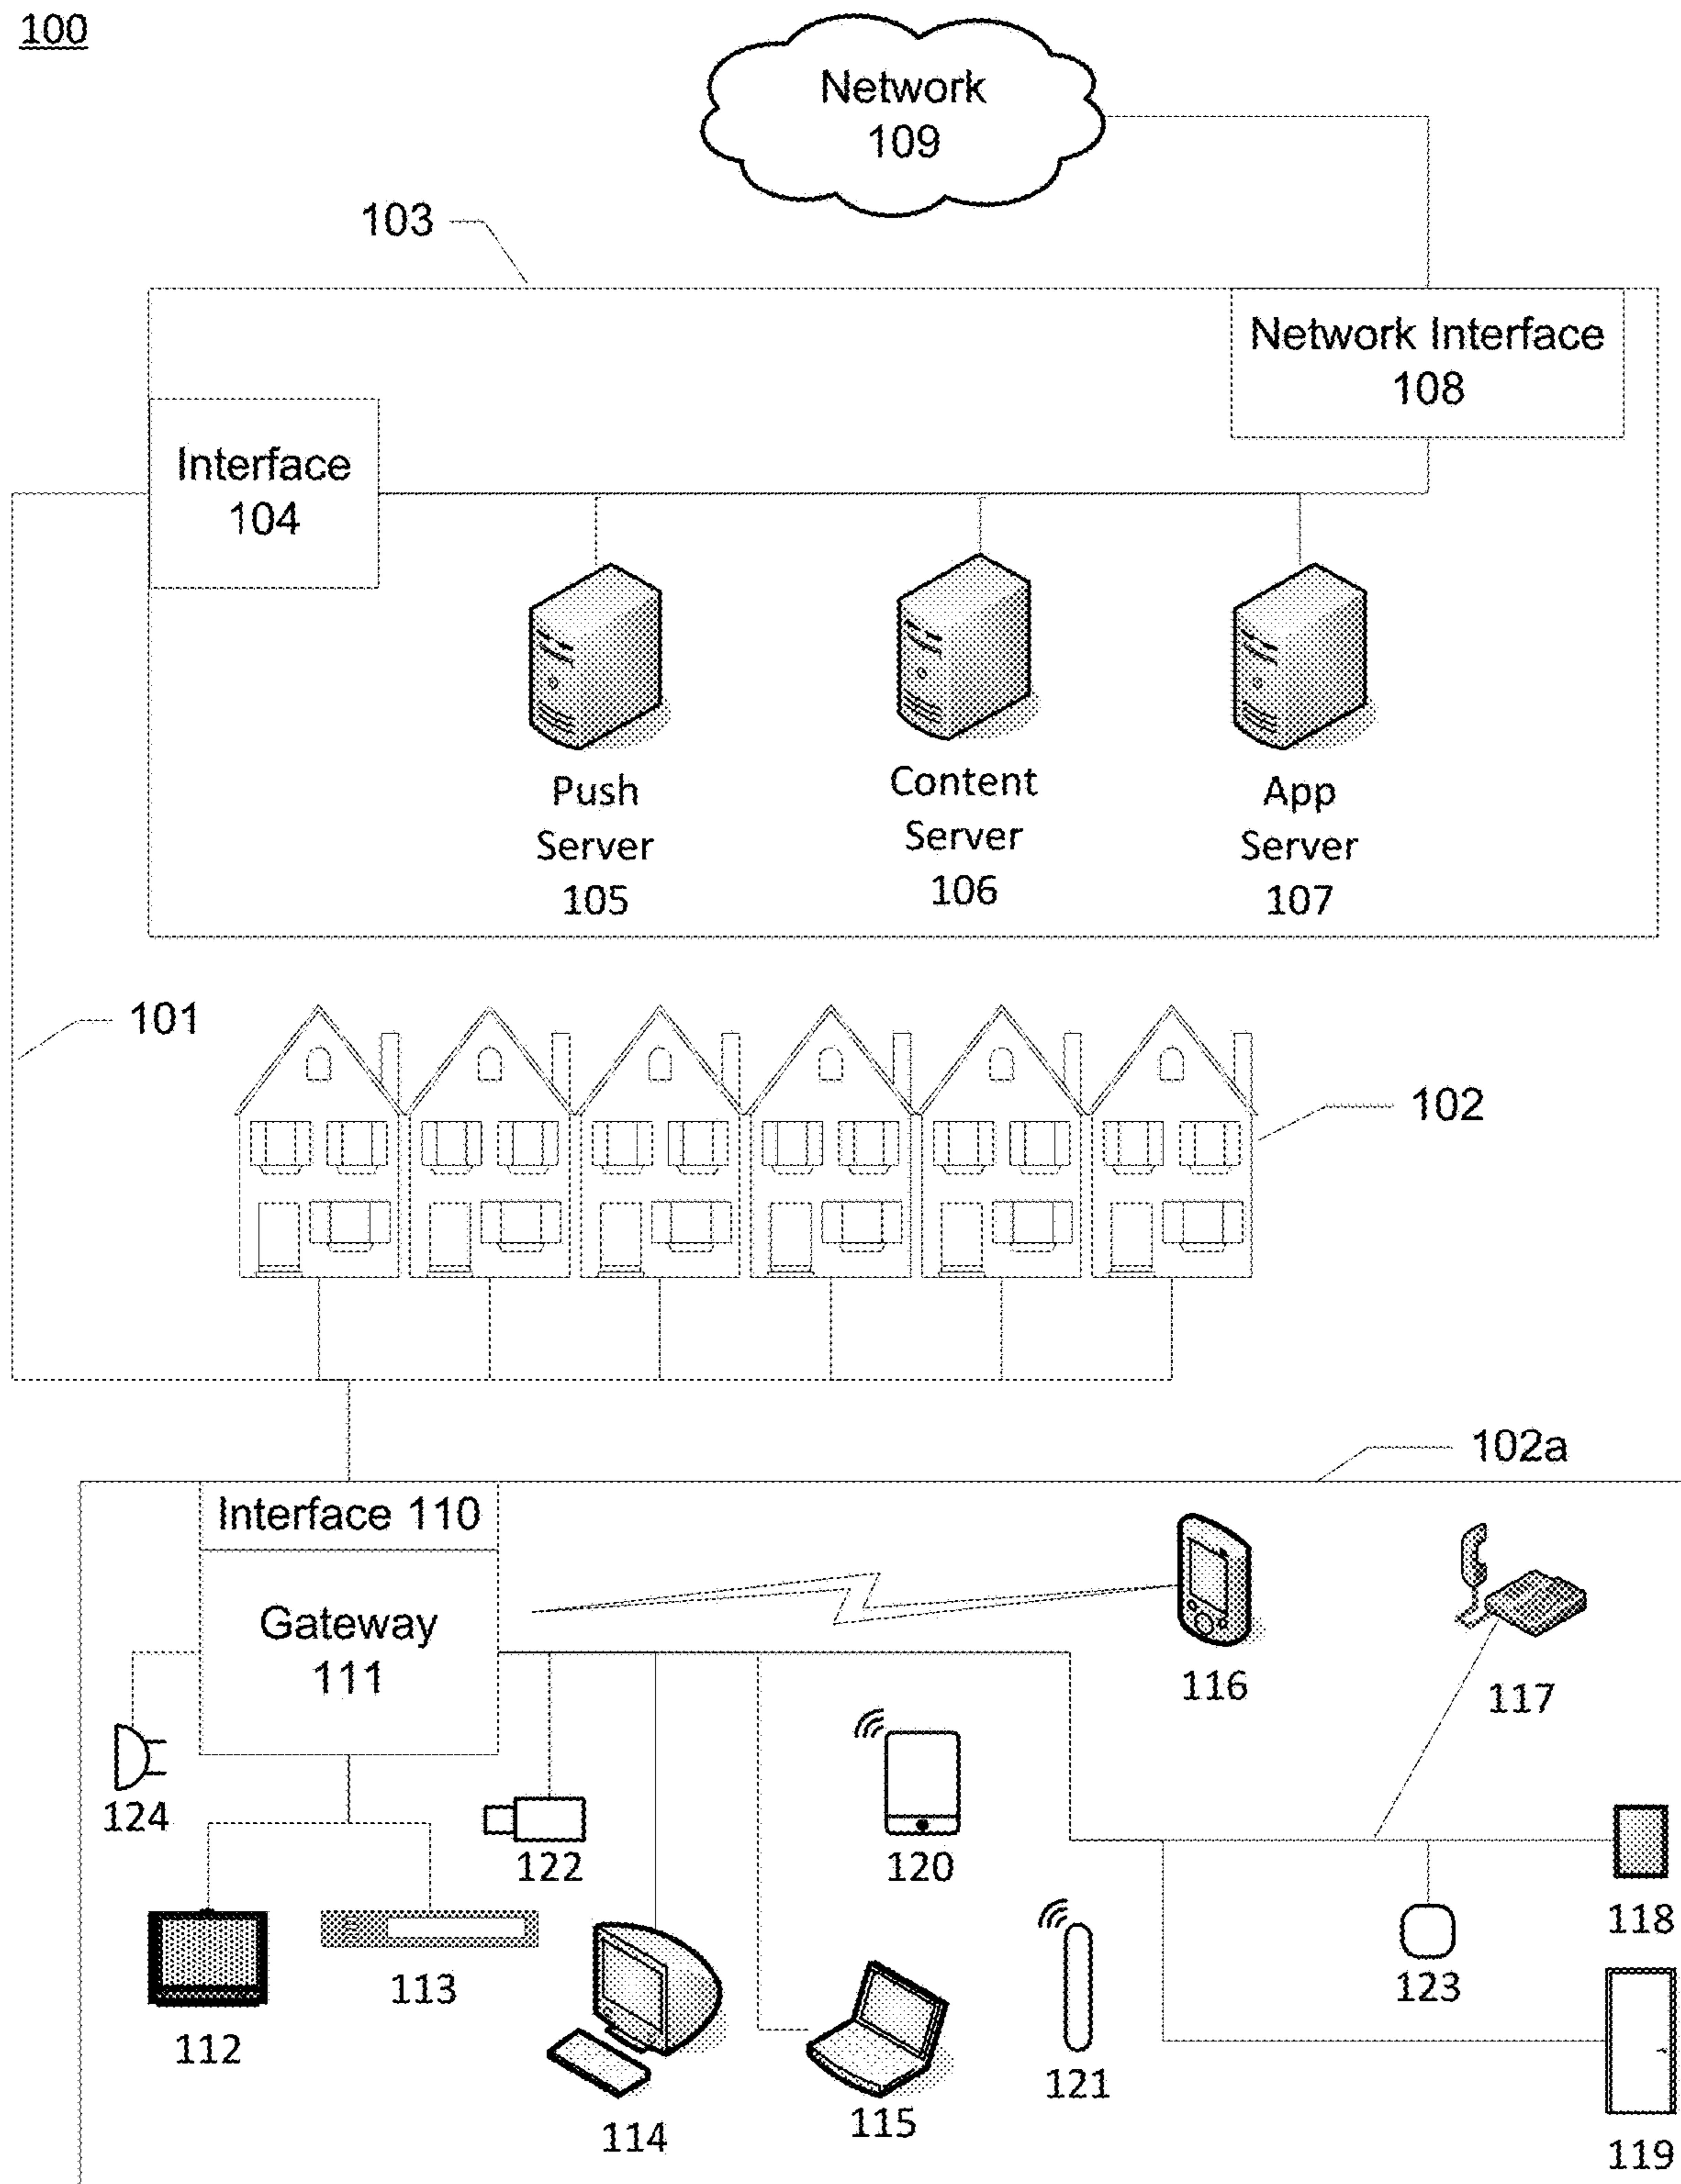 100
Network
109
103
Network Interface
108
Interface
104
Push
Server
105
Content
Server
106
App
Server
107
101
102
102a
Interface 110
Gateway
111
116
117
124
122
120
118
112
113
123
114
115
121
119